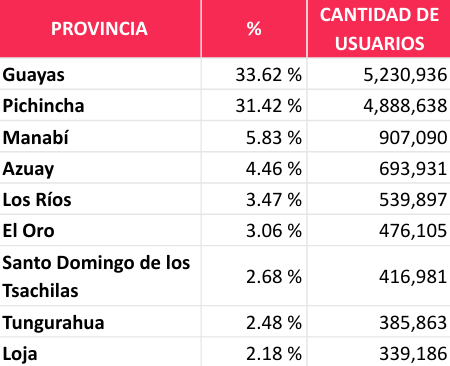 PROVINCIA % CANTIDAD DE
USUARIOS
Guayas 33.62 % 5,230,936
Pichincha 31.42 % 4,888,638
Manabí 5.83 % 907,090
Azuay 4.46 % 693,931
Los Ríos 3.47 % 539,897
El Oro 3.06 % 476,105
Santo Domingo de los
Tsachilas 2.68 % 416,981
Tungurahua 2.48 % 385,863
Loja 2.18 % 339,186